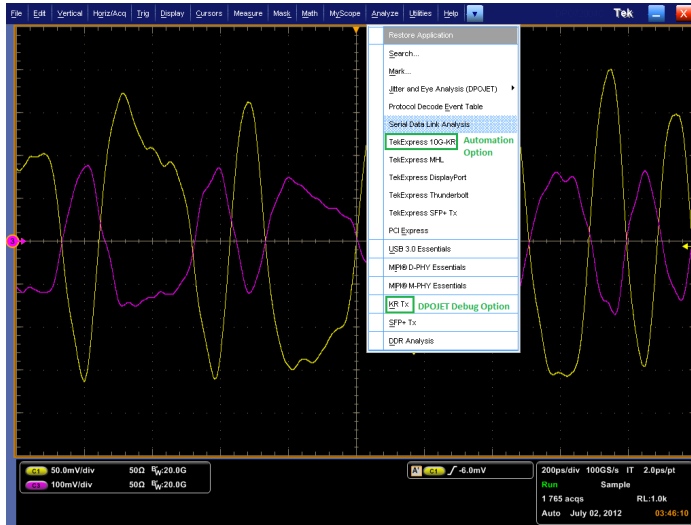 File Edit Vertical Horiz/Acq Trig Display Cursors Measure Mask Math MyScope Analyze Utilities Help Tek X
Restore Application
Search...
Mark...
Jitter and Eye Analysis (DPOJET)
Protocol Decode Event Table
Serial Data Link Analysis
TekExpress 10G-KR Automation Option
TekExpress MHL
TekExpress DisplayPort
TekExpress Thunderbolt
TekExpress SFP+ Tx
PCI Express
USB 3.0 Essentials
MIPI® D-PHY Essentials
MIPI® M-PHY Essentials
KR Tx DPOJET Debug Option
SFP+ Tx
DDR Analysis
3
C1 50.0mV/div 50Ω BW:20.0G
C3 100mV/div 50Ω BW:20.0G
A' C1 -6.0mV
200ps/div 100GS/s IT 2.0ps/pt
Run Sample
1 765 acqs RL:1.0k
Auto July 02, 2012 03:46:10